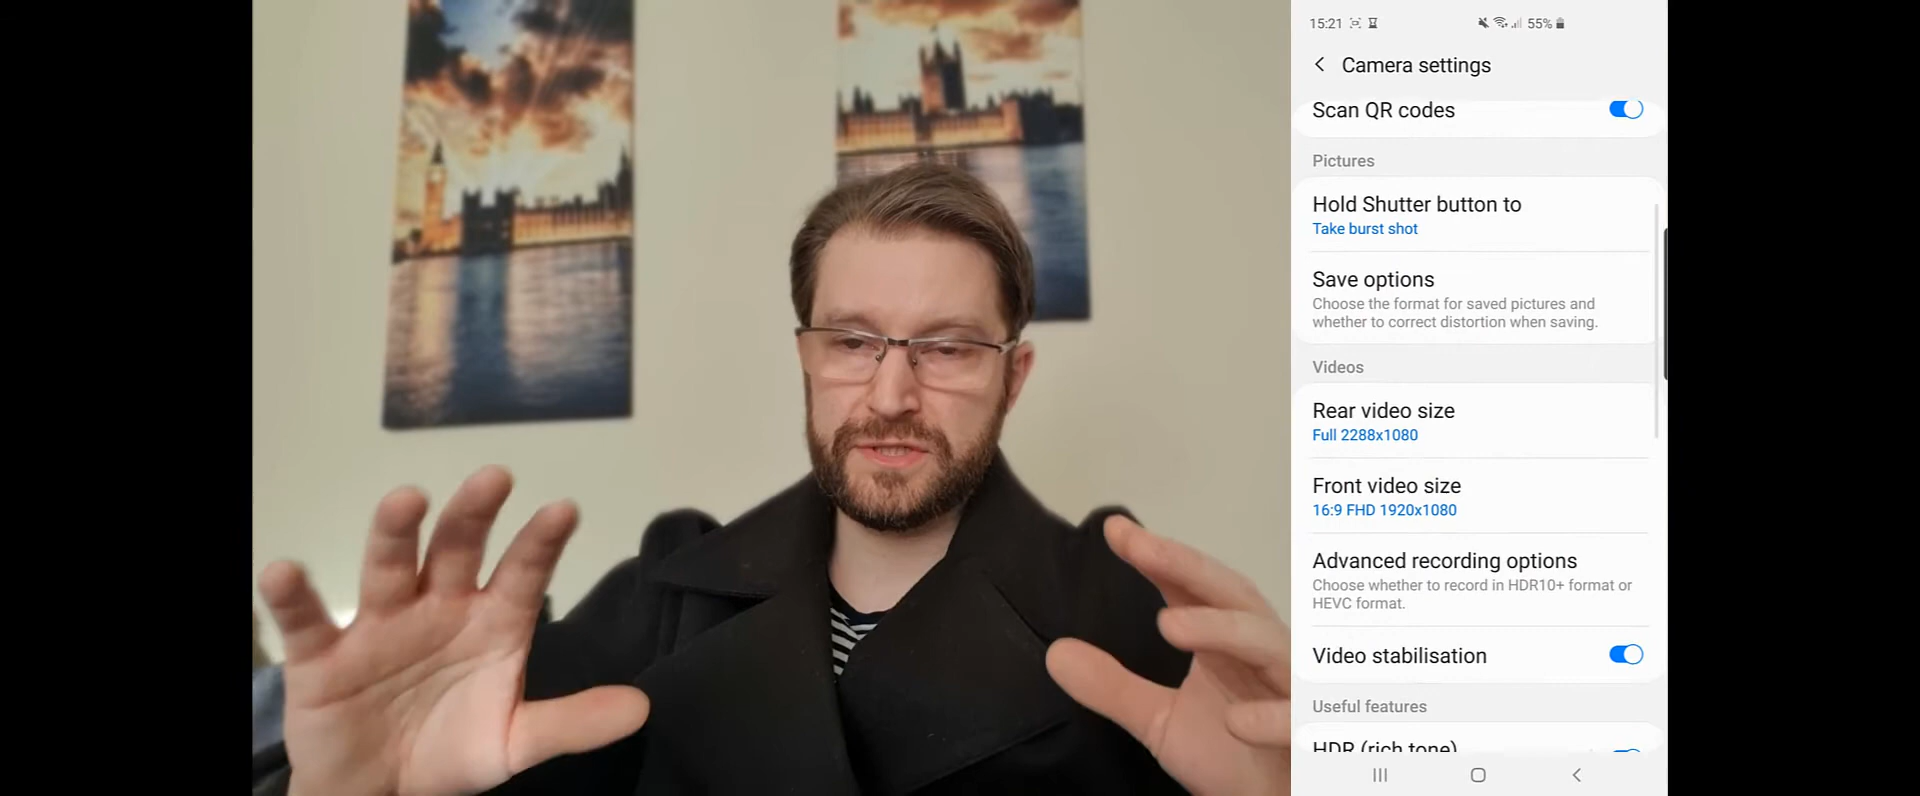 15:21
55%
Camera settings
Scan QR codes
Pictures
Hold Shutter button to
Take burst shot
Save options
Choose the format for saved pictures and
whether to correct distortion when saving.
Videos
Rear video size
Full 2288x1080
Front video size
16:9 FHD 1920x1080
Advanced recording options
Choose whether to record in HDR10+ format or
HEVC format.
Video stabilisation
Useful features
HDR (rich tone)